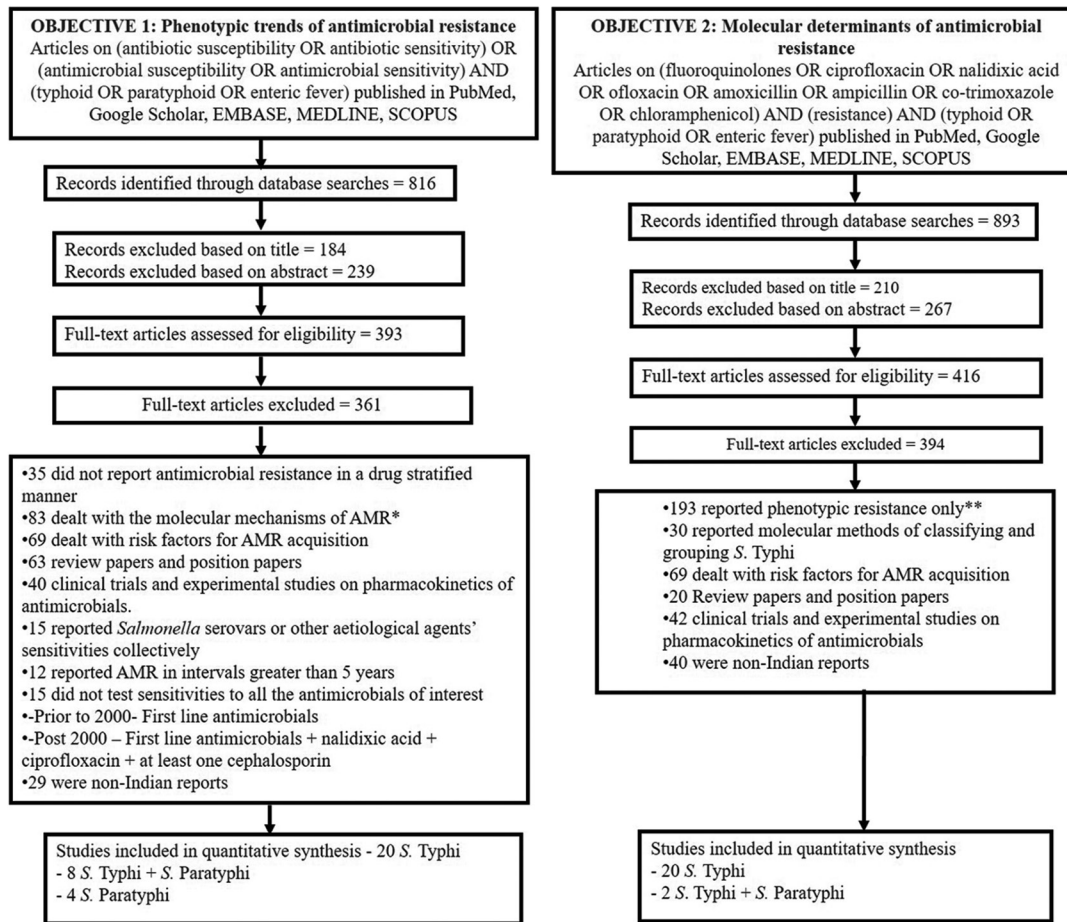 OBJECTIVE 1: Phenotypic trends of antimicrobial resistance
Articles on (antibiotic susceptibility OR antibiotic sensitivity) OR
(antimicrobial susceptibility OR antimicrobial sensitivity) AND
(typhoid OR paratyphoid OR enteric fever) published in PubMed,
Google Scholar, EMBASE, MEDLINE, SCOPUS
Records identified through database searches = 816
Records excluded based on title = 184
Records excluded based on abstract = 239
Full-text articles assessed for eligibility = 393
Full-text articles excluded = 361
•35 did not report antimicrobial resistance in a drug stratified
manner
•83 dealt with the molecular mechanisms of AMR*
•69 dealt with risk factors for AMR acquisition
•63 review papers and position papers
•40 clinical trials and experimental studies on pharmacokinetics of
antimicrobials.
•15 reported Salmonella serovars or other aetiological agents'
sensitivities collectively
•12 reported AMR in intervals greater than 5 years
•15 did not test sensitivities to all the antimicrobials of interest
•-Prior to 2000- First line antimicrobials
•-Post 2000 – First line antimicrobials + nalidixic acid +
ciprofloxacin + at least one cephalosporin
•29 were non-Indian reports
Studies included in quantitative synthesis - 20 S. Typhi
- 8 S. Typhi + S. Paratyphi
- 4 S. Paratyphi
OBJECTIVE 2: Molecular determinants of antimicrobial
resistance
Articles on (fluoroquinolones OR ciprofloxacin OR nalidixic acid
OR ofloxacin OR amoxicillin OR ampicillin OR co-trimoxazole
OR chloramphenicol) AND (resistance) AND (typhoid OR
paratyphoid OR enteric fever) published in PubMed, Google
Scholar, EMBASE, MEDLINE, SCOPUS
Records identified through database searches = 893
Records excluded based on title = 210
Records excluded based on abstract = 267
Full-text articles assessed for eligibility = 416
Full-text articles excluded = 394
•193 reported phenotypic resistance only**
•30 reported molecular methods of classifying and
grouping S. Typhi
•69 dealt with risk factors for AMR acquisition
•20 Review papers and position papers
•42 clinical trials and experimental studies on
pharmacokinetics of antimicrobials
•40 were non-Indian reports
Studies included in quantitative synthesis
- 20 S. Typhi
- 2 S. Typhi + S. Paratyphi